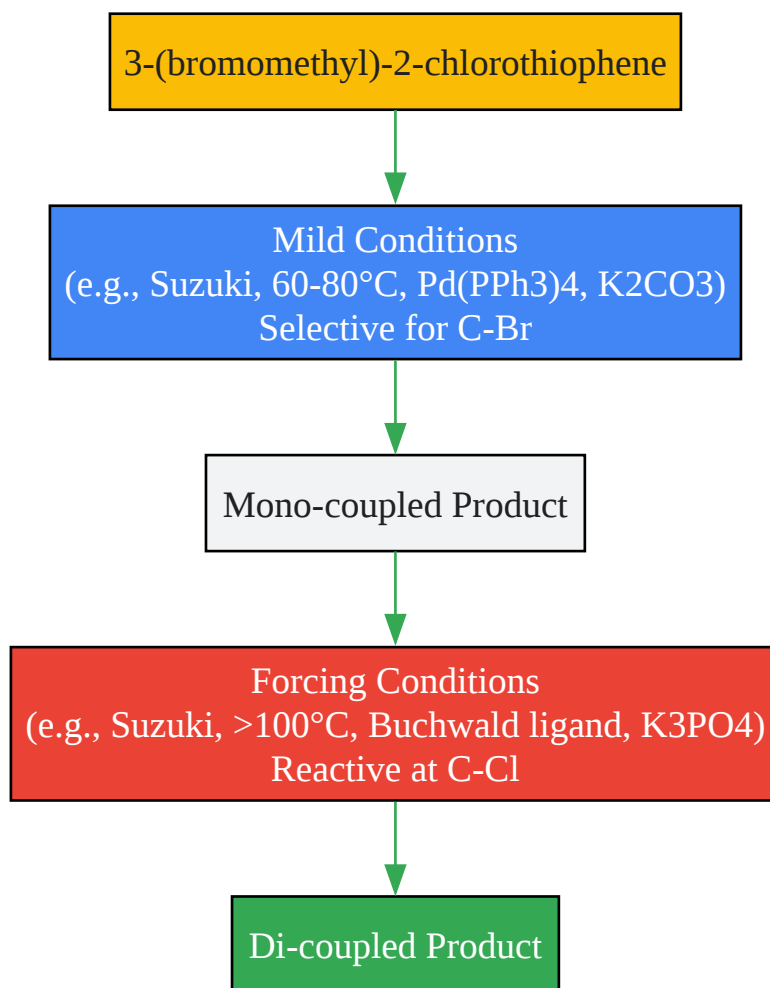 3-(bromomethyl)-2-chlorothiophene
Mild Conditions
(e.g., Suzuki, 60-80°C, Pd(PPh3)4, K2CO3)
Selective for C-Br
Mono-coupled Product
Forcing Conditions
(e.g., Suzuki, >100°C, Buchwald ligand, K3PO4)
Reactive at C-Cl
Di-coupled Product